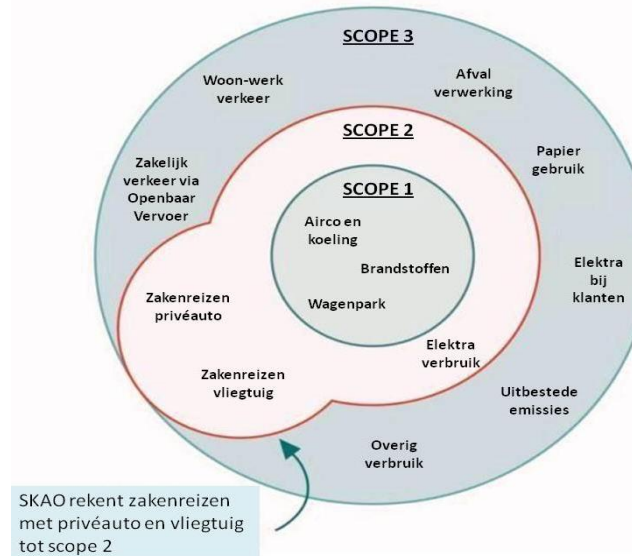 SCOPE 3
Woon-werk
verkeer
Afval
verwerking
SCOPE 2
Papier
gebruik
Zakelijk
verkeer via
Openbaar
Vervoer
SCOPE 1
Airco en
koeling
Brandstoffen
Elektra
bij
klanten
Zakenreizen
privéauto
Wagenpark
Elektra
verbruik
Zakenreizen
vliegtuig
Uitbestede
emissies
Overig
verbruik
SKAO rekent zakenreizen
met privéauto en vliegtuig
tot scope 2